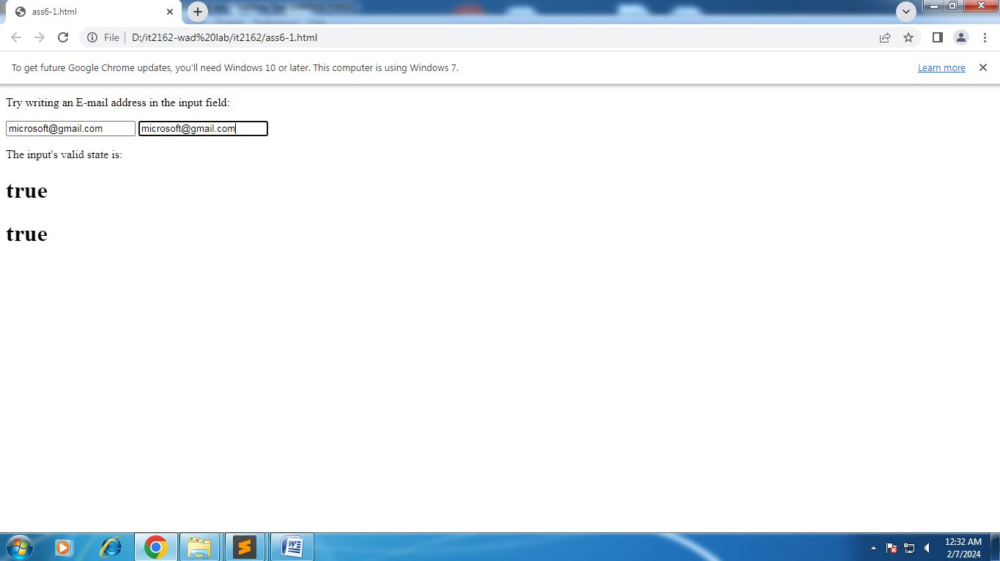 ass6-1.html
File D:/it2162-wad%20lab/it2162/ass6-1.html
To get future Google Chrome updates, you'll need Windows 10 or later. This computer is using Windows 7. Learn more
Try writing an E-mail address in the input field:
microsoft@gmail.com microsoft@gmail.com
The input's valid state is:
true
true
12:32 AM
2/7/2024